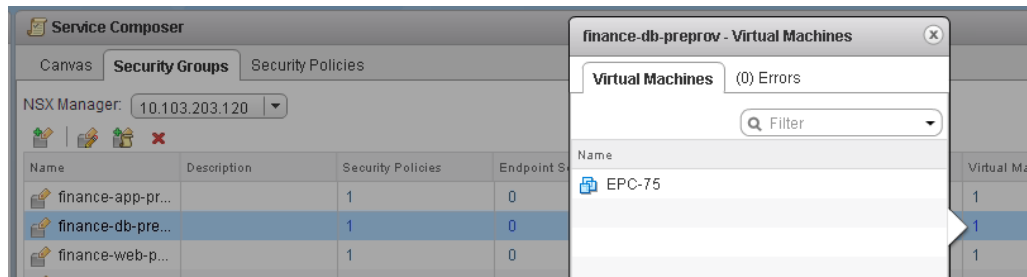 Service Composer
Canvas Security Groups Security Policies
NSX Manager: 10.103.203.120
Name Description Security Policies Endpoint Se Virtual Ma
finance-app-pr... 1 0 1
finance-db-pre... 1 0 1
finance-web-p... 1 0 1
finance-db-preprov - Virtual Machines
Virtual Machines (0) Errors
Filter
Name
EPC-75